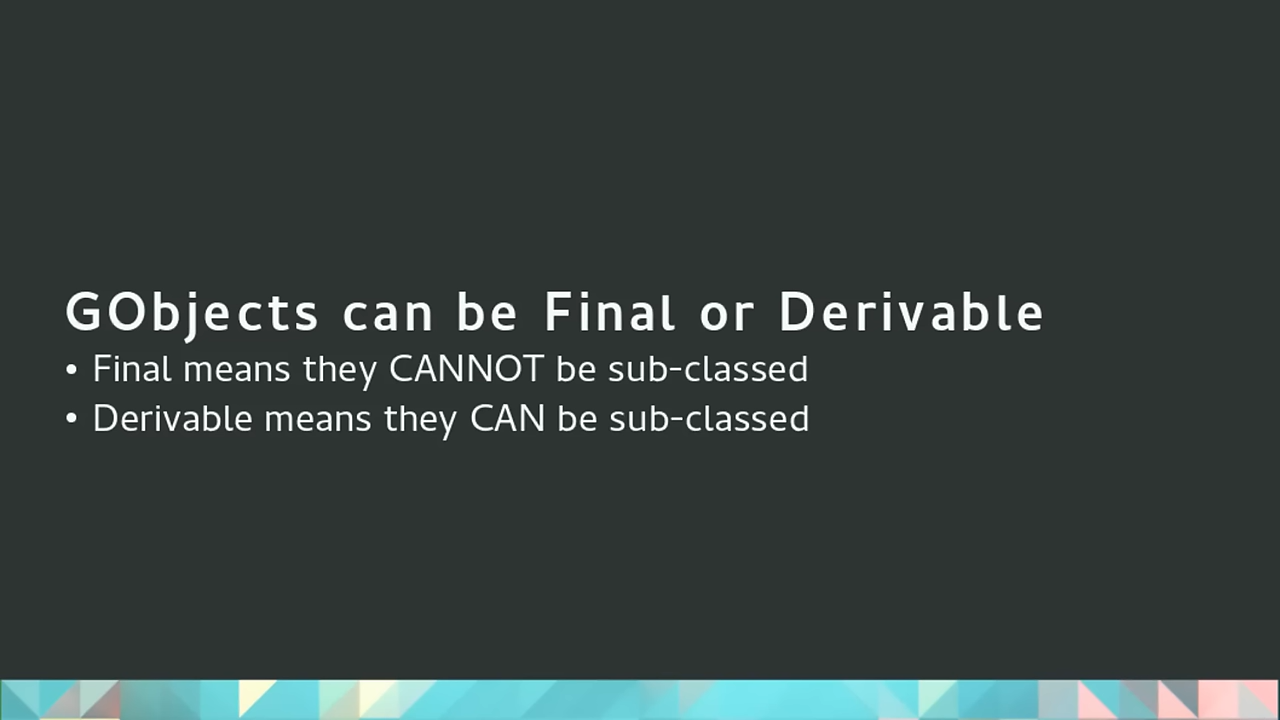 GObjects can be Final or Derivable
• Final means they CANNOT be sub-classed
• Derivable means they CAN be sub-classed